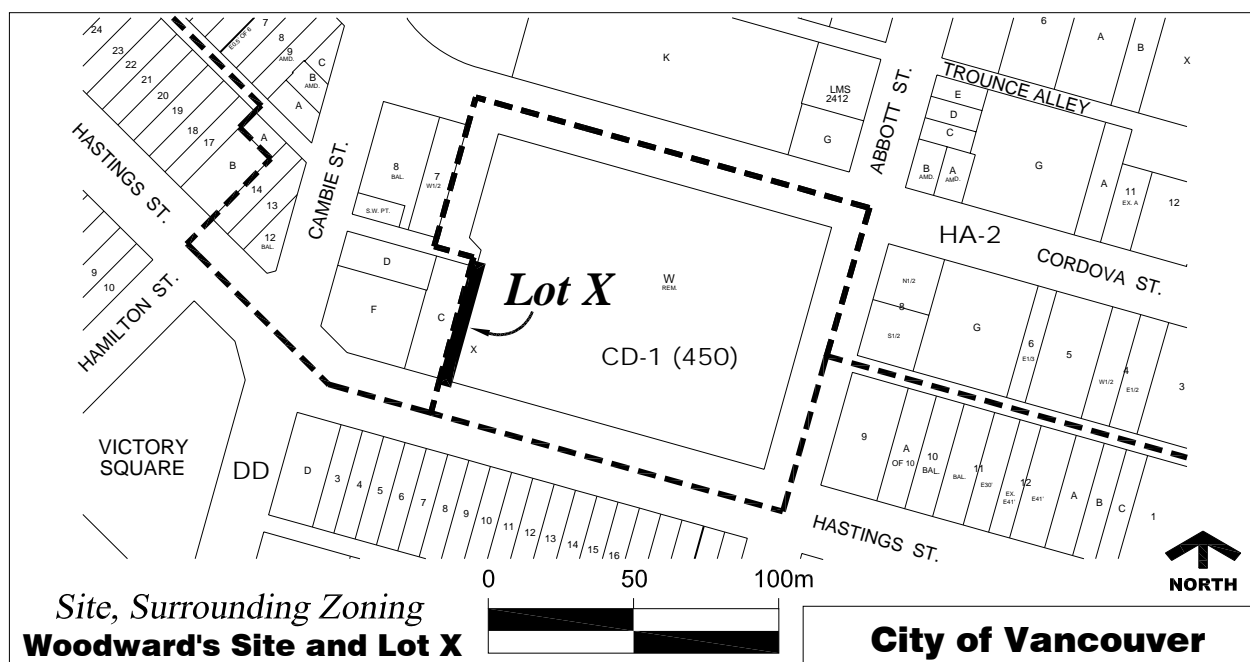 24
23
22
21
20
19
18
17
B
A
14
13
12
BAL.
7
E0.5 OF 6
8
9
AMD.
C
B
AMD.
A
HASTINGS ST.
CAMBIE ST.
HAMILTON ST.
9
10
8
BAL.
7
W1/2
S.W. PT.
D
F
C
X
Lot X
W
REM.
CD-1 (450)
K
LMS
2412
G
ABBOTT ST.
TROUNCE ALLEY
6
A
B
X
E
D
C
B
AMD.
A
AMD.
G
A
11
EX. A
12
HA-2
CORDOVA ST.
N1/2
8
S1/2
G
6
E1/3
5
4
W1/2
E1/2
3
9
A
OF 10
10
BAL.
11
BAL.
E30'
12
EX.
E41'
E41'
A
B
C
1
HASTINGS ST.
VICTORY
SQUARE
DD
D
3
4
5
6
7
8
9
10
11
12
13
14
15
16
NORTH
0 50 100m
Site, Surrounding Zoning
Woodward's Site and Lot X
City of Vancouver